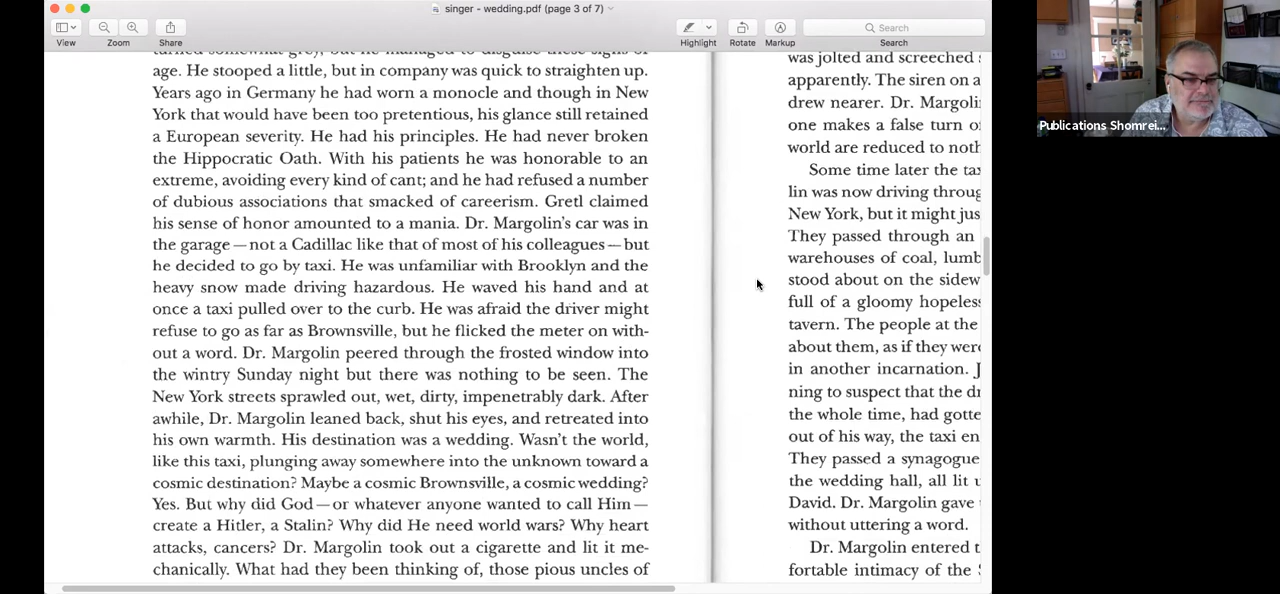 singer - wedding.pdf (page 3 of 7)
View
Zoom
Share
Highlight
Rotate
Markup
Search
Search
age. He stooped a little, but in company was quick to straighten up.
Years ago in Germany he had worn a monocle and though in New
York that would have been too pretentious, his glance still retained
a European severity. He had his principles. He had never broken
the Hippocratic Oath. With his patients he was honorable to an
extreme, avoiding every kind of cant; and he had refused a number
of dubious associations that smacked of careerism. Gretl claimed
his sense of honor amounted to a mania. Dr. Margolin's car was in
the garage—not a Cadillac like that of most of his colleagues—but
he decided to go by taxi. He was unfamiliar with Brooklyn and the
heavy snow made driving hazardous. He waved his hand and at
once a taxi pulled over to the curb. He was afraid the driver might
refuse to go as far as Brownsville, but he flicked the meter on with-
out a word. Dr. Margolin peered through the frosted window into
the wintry Sunday night but there was nothing to be seen. The
New York streets sprawled out, wet, dirty, impenetrably dark. After
awhile, Dr. Margolin leaned back, shut his eyes, and retreated into
his own warmth. His destination was a wedding. Wasn't the world,
like this taxi, plunging away somewhere into the unknown toward a
cosmic destination? Maybe a cosmic Brownsville, a cosmic wedding?
Yes. But why did God—or whatever anyone wanted to call Him—
create a Hitler, a Stalin? Why did He need world wars? Why heart
attacks, cancers? Dr. Margolin took out a cigarette and lit it me-
chanically. What had they been thinking of, those pious uncles of
was jolted and screeched
apparently. The siren on a
drew nearer. Dr. Margoli
one makes a false turn o
world are reduced to noth
Some time later the tax
lin was now driving throug
New York, but it might jus
They passed through an
warehouses of coal, lumb
stood about on the sidew
full of a gloomy hopeless
tavern. The people at the
about them, as if they were
in another incarnation. J
ning to suspect that the dr
the whole time, had gotte
out of his way, the taxi en
They passed a synagogue
the wedding hall, all lit u
David. Dr. Margolin gave
without uttering a word.
Dr. Margolin entered t
fortable intimacy of the S
Publications Shomrei...